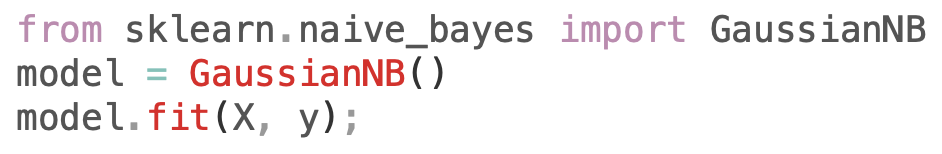 from sklearn.naive_bayes import GaussianNB
model = GaussianNB()
model.fit(X, y);